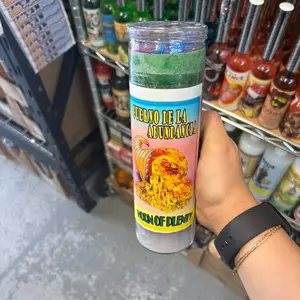 CUERNO DE LA
ABUNDANCIA
HORN OF PLENTY